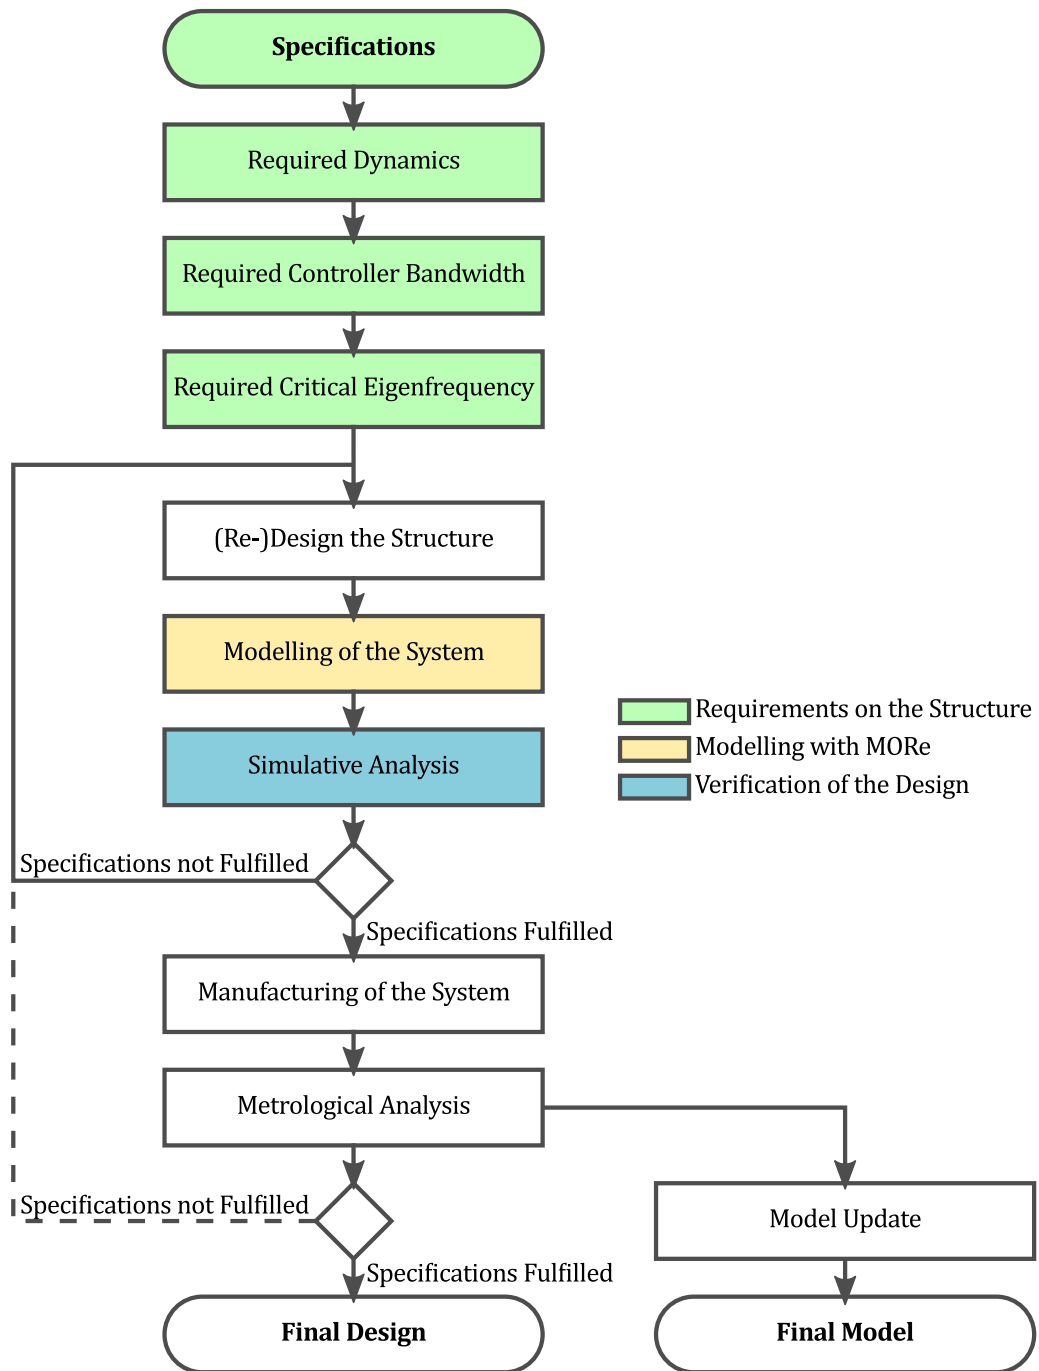 Specifications
Required Dynamics
Required Controller Bandwidth
Required Critical Eigenfrequency
(Re-)Design the Structure
Modelling of the System
Simulative Analysis
Requirements on the Structure
Modelling with MORe
Verification of the Design
Specifications not Fulfilled
Specifications Fulfilled
Manufacturing of the System
Metrological Analysis
Specifications not Fulfilled
Model Update
Specifications Fulfilled
Final Design
Final Model